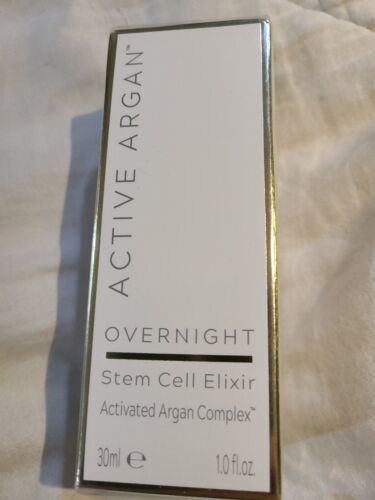 ACTIVE ARGAN™
OVERNIGHT
Stem Cell Elixir
Activated Argan Complex™
30ml ℮ 1.0 fl.oz.